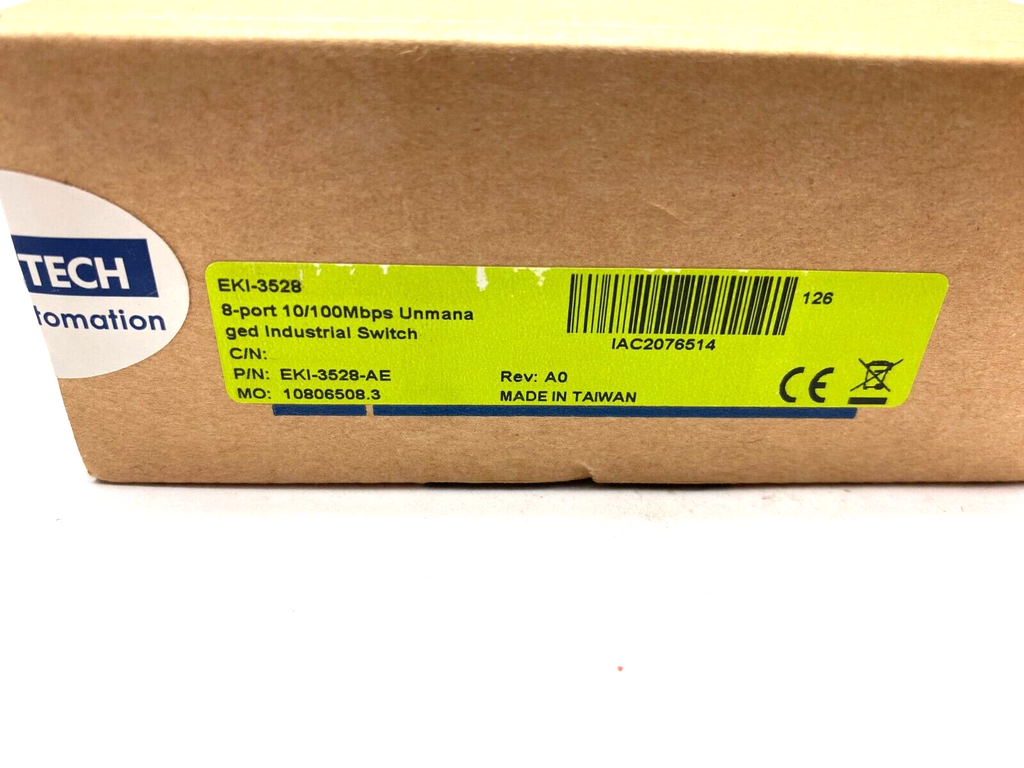 TECH
tomation
EKI-3528
8-port 10/100Mbps Unmana
ged Industrial Switch
C/N:
P/N: EKI-3528-AE
MO: 10806508.3
126
IAC2076514
Rev: A0
MADE IN TAIWAN
CE